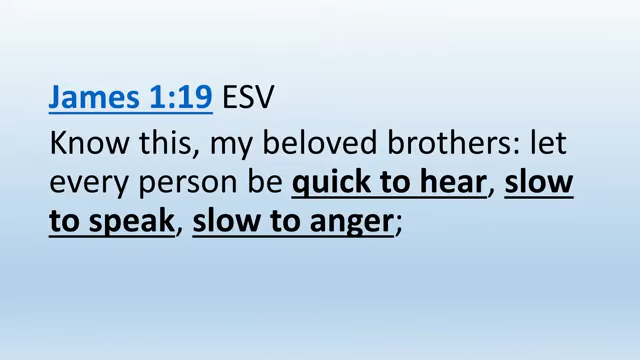 James 1:19 ESV
Know this, my beloved brothers: let
every person be quick to hear, slow
to speak, slow to anger;